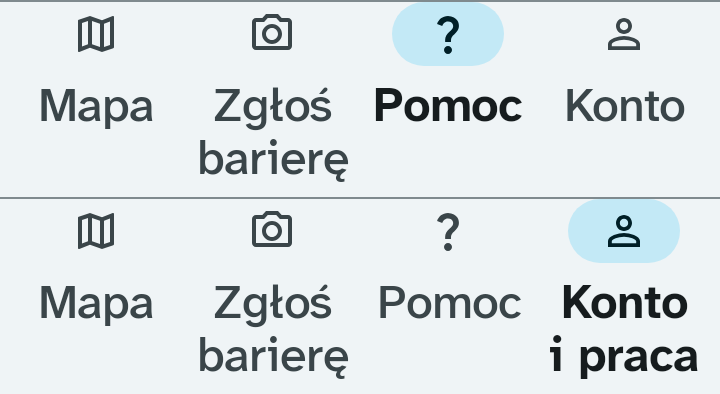 Mapa
Zgłoś
barierę
Pomoc
Konto
Mapa
Zgłoś
barierę
Pomoc
Konto
i praca